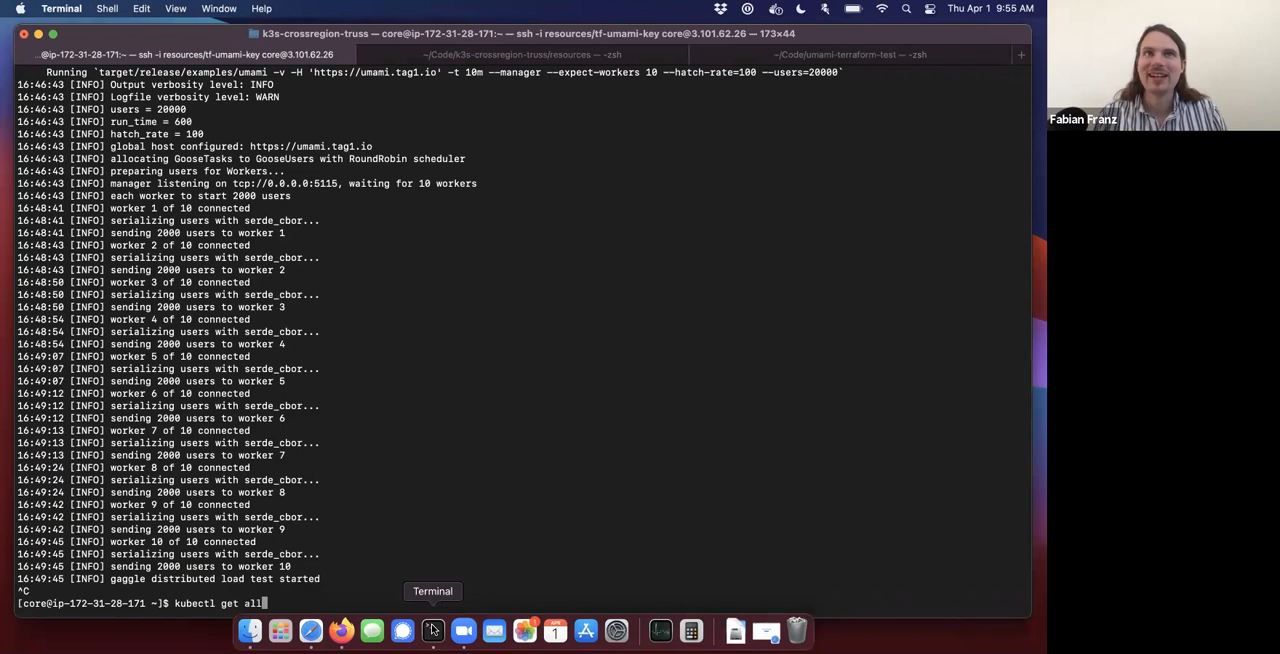 Terminal Shell Edit View Window Help Thu Apr 1 9:55 AM
k3s-crossregion-truss — core@ip-172-31-28-171:~ — ssh -i resources/tf-umami-key core@3.101.62.26 — 173×44
...@ip-172-31-28-171:~ — ssh -i resources/tf-umami-key core@3.101.62.26 ~/Code/k3s-crossregion-truss/resources — -zsh ~/Code/umami-terraform-test — -zsh +
Running `target/release/examples/umami -v -H 'https://umami.tag1.io' -t 10m --manager --expect-workers 10 --hatch-rate=100 --users=20000`
16:46:43 [INFO] Output verbosity level: INFO
16:46:43 [INFO] Logfile verbosity level: WARN
16:46:43 [INFO] users = 20000
16:46:43 [INFO] run_time = 600
16:46:43 [INFO] hatch_rate = 100
16:46:43 [INFO] global host configured: https://umami.tag1.io
16:46:43 [INFO] allocating GooseTasks to GooseUsers with RoundRobin scheduler
16:46:43 [INFO] preparing users for Workers...
16:46:43 [INFO] manager listening on tcp://0.0.0.0:5115, waiting for 10 workers
16:46:43 [INFO] each worker to start 2000 users
16:48:41 [INFO] worker 1 of 10 connected
16:48:41 [INFO] serializing users with serde_cbor...
16:48:41 [INFO] sending 2000 users to worker 1
16:48:43 [INFO] worker 2 of 10 connected
16:48:43 [INFO] serializing users with serde_cbor...
16:48:43 [INFO] sending 2000 users to worker 2
16:48:50 [INFO] worker 3 of 10 connected
16:48:50 [INFO] serializing users with serde_cbor...
16:48:50 [INFO] sending 2000 users to worker 3
16:48:54 [INFO] worker 4 of 10 connected
16:48:54 [INFO] serializing users with serde_cbor...
16:48:54 [INFO] sending 2000 users to worker 4
16:49:07 [INFO] worker 5 of 10 connected
16:49:07 [INFO] serializing users with serde_cbor...
16:49:07 [INFO] sending 2000 users to worker 5
16:49:12 [INFO] worker 6 of 10 connected
16:49:12 [INFO] serializing users with serde_cbor...
16:49:12 [INFO] sending 2000 users to worker 6
16:49:13 [INFO] worker 7 of 10 connected
16:49:13 [INFO] serializing users with serde_cbor...
16:49:13 [INFO] sending 2000 users to worker 7
16:49:24 [INFO] worker 8 of 10 connected
16:49:24 [INFO] serializing users with serde_cbor...
16:49:24 [INFO] sending 2000 users to worker 8
16:49:42 [INFO] worker 9 of 10 connected
16:49:42 [INFO] serializing users with serde_cbor...
16:49:42 [INFO] sending 2000 users to worker 9
16:49:45 [INFO] worker 10 of 10 connected
16:49:45 [INFO] serializing users with serde_cbor...
16:49:45 [INFO] sending 2000 users to worker 10
16:49:45 [INFO] gaggle distributed load test started
^C
[core@ip-172-31-28-171 ~]$ kubectl get all
Terminal
Fabian Franz
1
APR
1